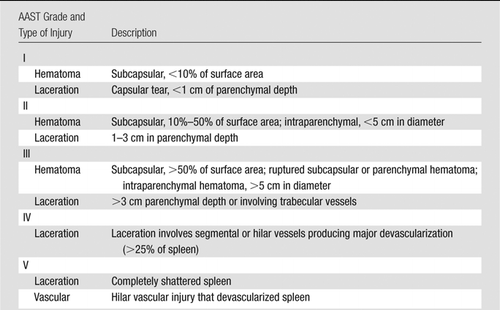 AAST Grade and
Type of Injury Description
I
Hematoma Subcapsular, <10% of surface area
Laceration Capsular tear, <1 cm of parenchymal depth
II
Hematoma Subcapsular, 10%–50% of surface area; intraparenchymal, <5 cm in diameter
Laceration 1–3 cm in parenchymal depth
III
Hematoma Subcapsular, >50% of surface area; ruptured subcapsular or parenchymal hematoma;
intraparenchymal hematoma, >5 cm in diameter
Laceration >3 cm parenchymal depth or involving trabecular vessels
IV
Laceration Laceration involves segmental or hilar vessels producing major devascularization
(>25% of spleen)
V
Laceration Completely shattered spleen
Vascular Hilar vascular injury that devascularized spleen